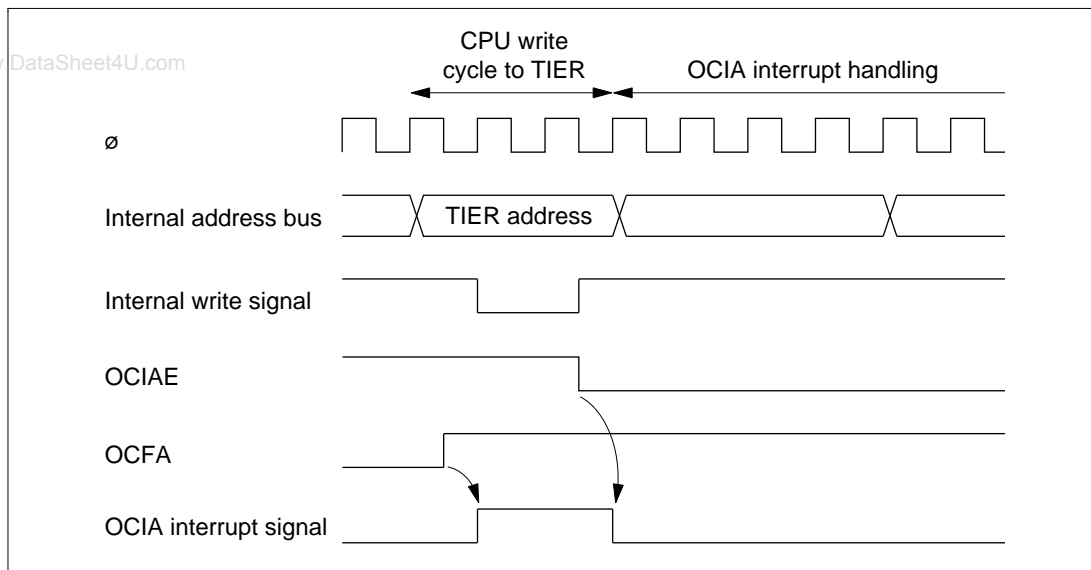 CPU write
cycle to TIER
OCIA interrupt handling
.DataSheet4U.com
ø
Internal address bus
TIER address
Internal write signal
OCIAE
OCFA
OCIA interrupt signal